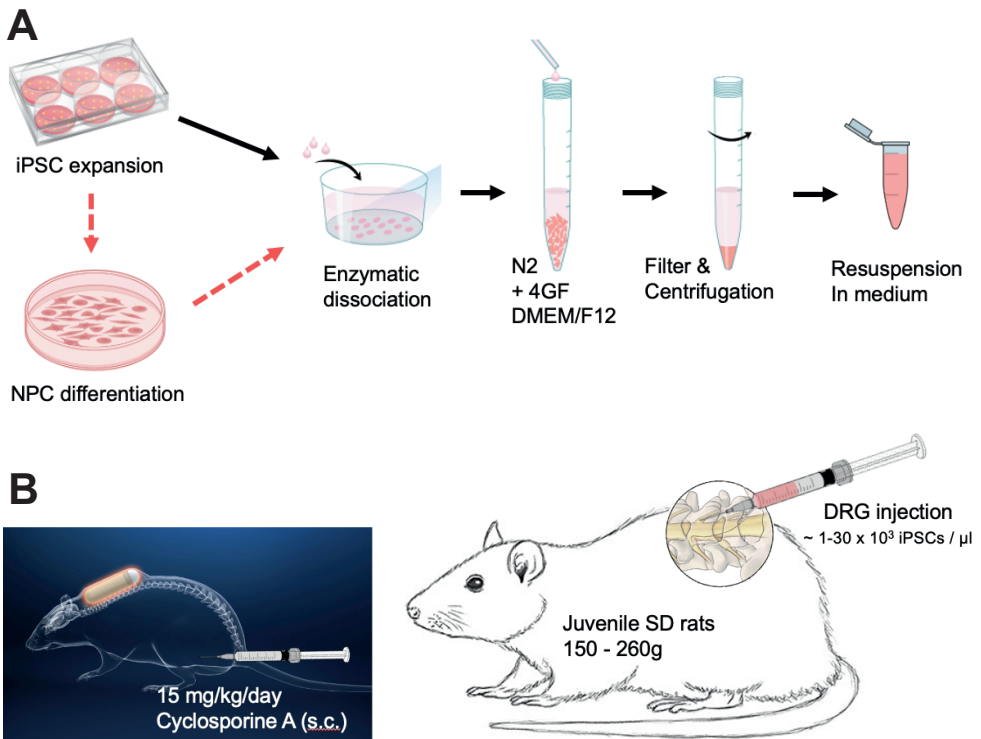 A
iPSC expansion
NPC differentiation
Enzymatic
dissociation
N2
+ 4GF
DMEM/F12
Filter &
Centrifugation
Resuspension
In medium
B
15 mg/kg/day
Cyclosporine A (s.c.)
DRG injection
~ 1-30 x 10³ iPSCs / µl
Juvenile SD rats
150 - 260g